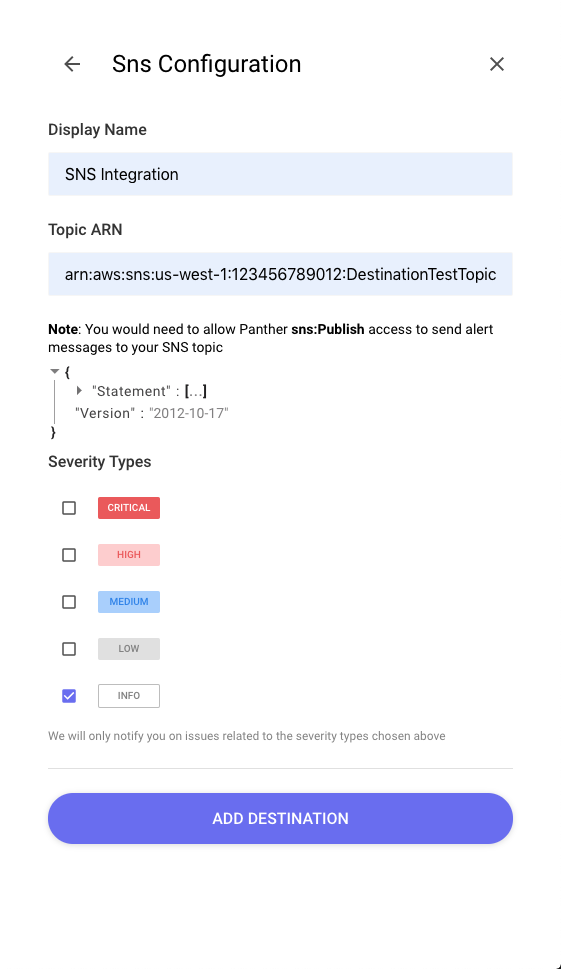 Sns Configuration
Display Name
SNS Integration
Topic ARN
arn:aws:sns:us-west-1:123456789012:DestinationTestTopic
Note: You would need to allow Panther sns:Publish access to send alert
messages to your SNS topic
{
"Statement" : [...]
"Version" : "2012-10-17"
}
Severity Types
CRITICAL
HIGH
MEDIUM
LOW
INFO
We will only notify you on issues related to the severity types chosen above
ADD DESTINATION